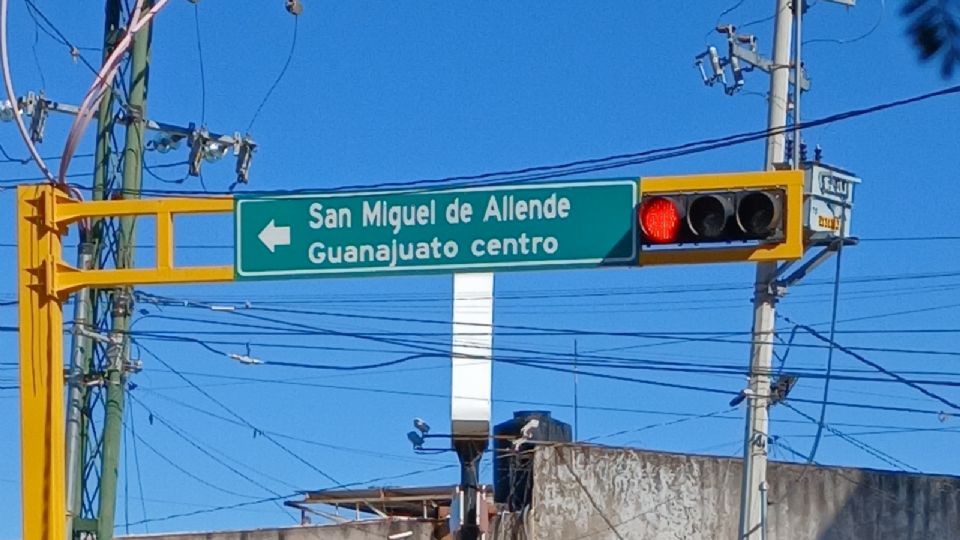 San Miguel de Allende
Guanajuato centro